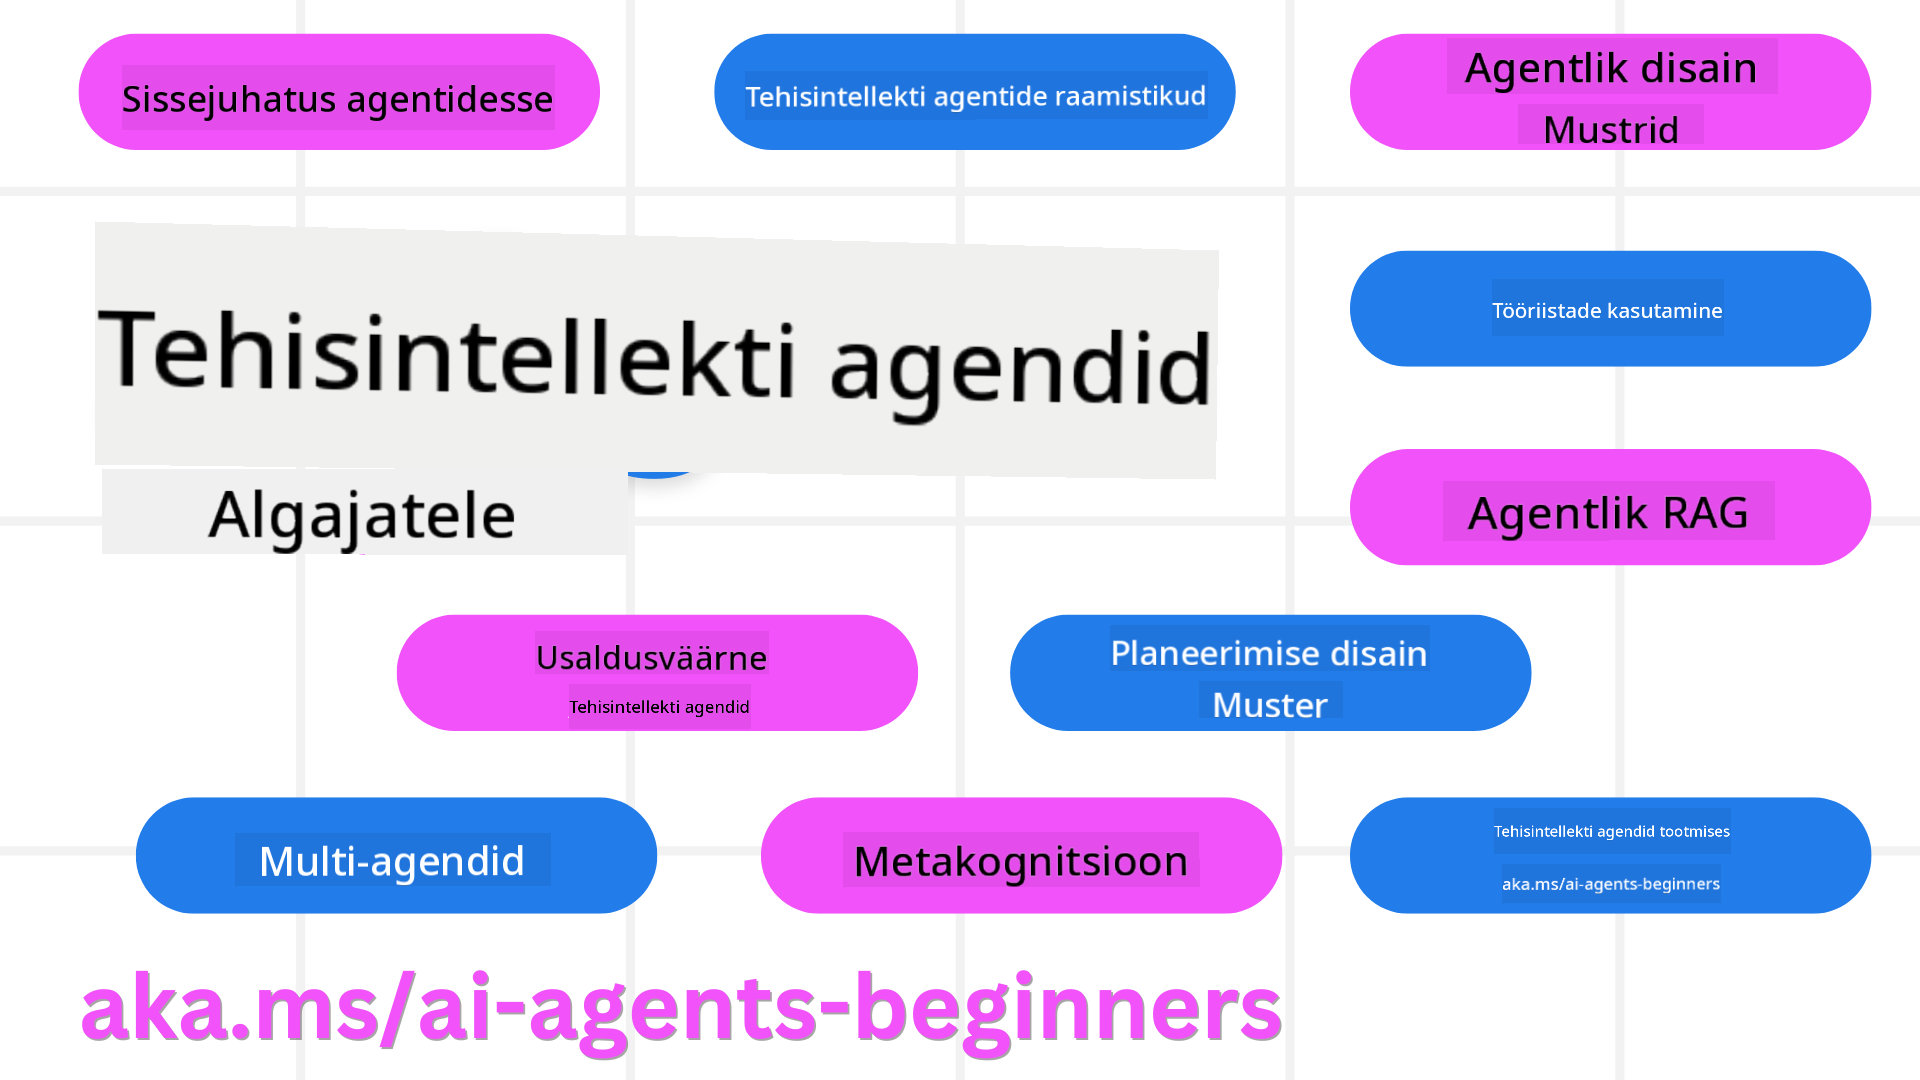 Sissejuhatus agentidesse
Tehisintellekti agentide raamistikud
Agentlik disain
Mustrid
Tehisintellekti agendid
Algajatele
Tööriistade kasutamine
Agentlik RAG
Usaldusväärne
Tehisintellekti agendid
Planeerimise disain
Muster
Multi-agendid
Metakognitsioon
Tehisintellekti agendid tootmises
aka.ms/ai-agents-beginners
aka.ms/ai-agents-beginners